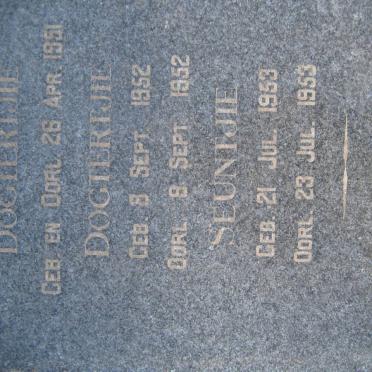 DOGTERTJIE
GEB. EN OORL. 26 APR. 1951
DOGTERTJIE
GEB 8 SEPT. 1952
OORL 8 SEPT. 1952
SEUNTJIE
GEB. 21 JUL. 1953
OORL. 23 JUL. 1953